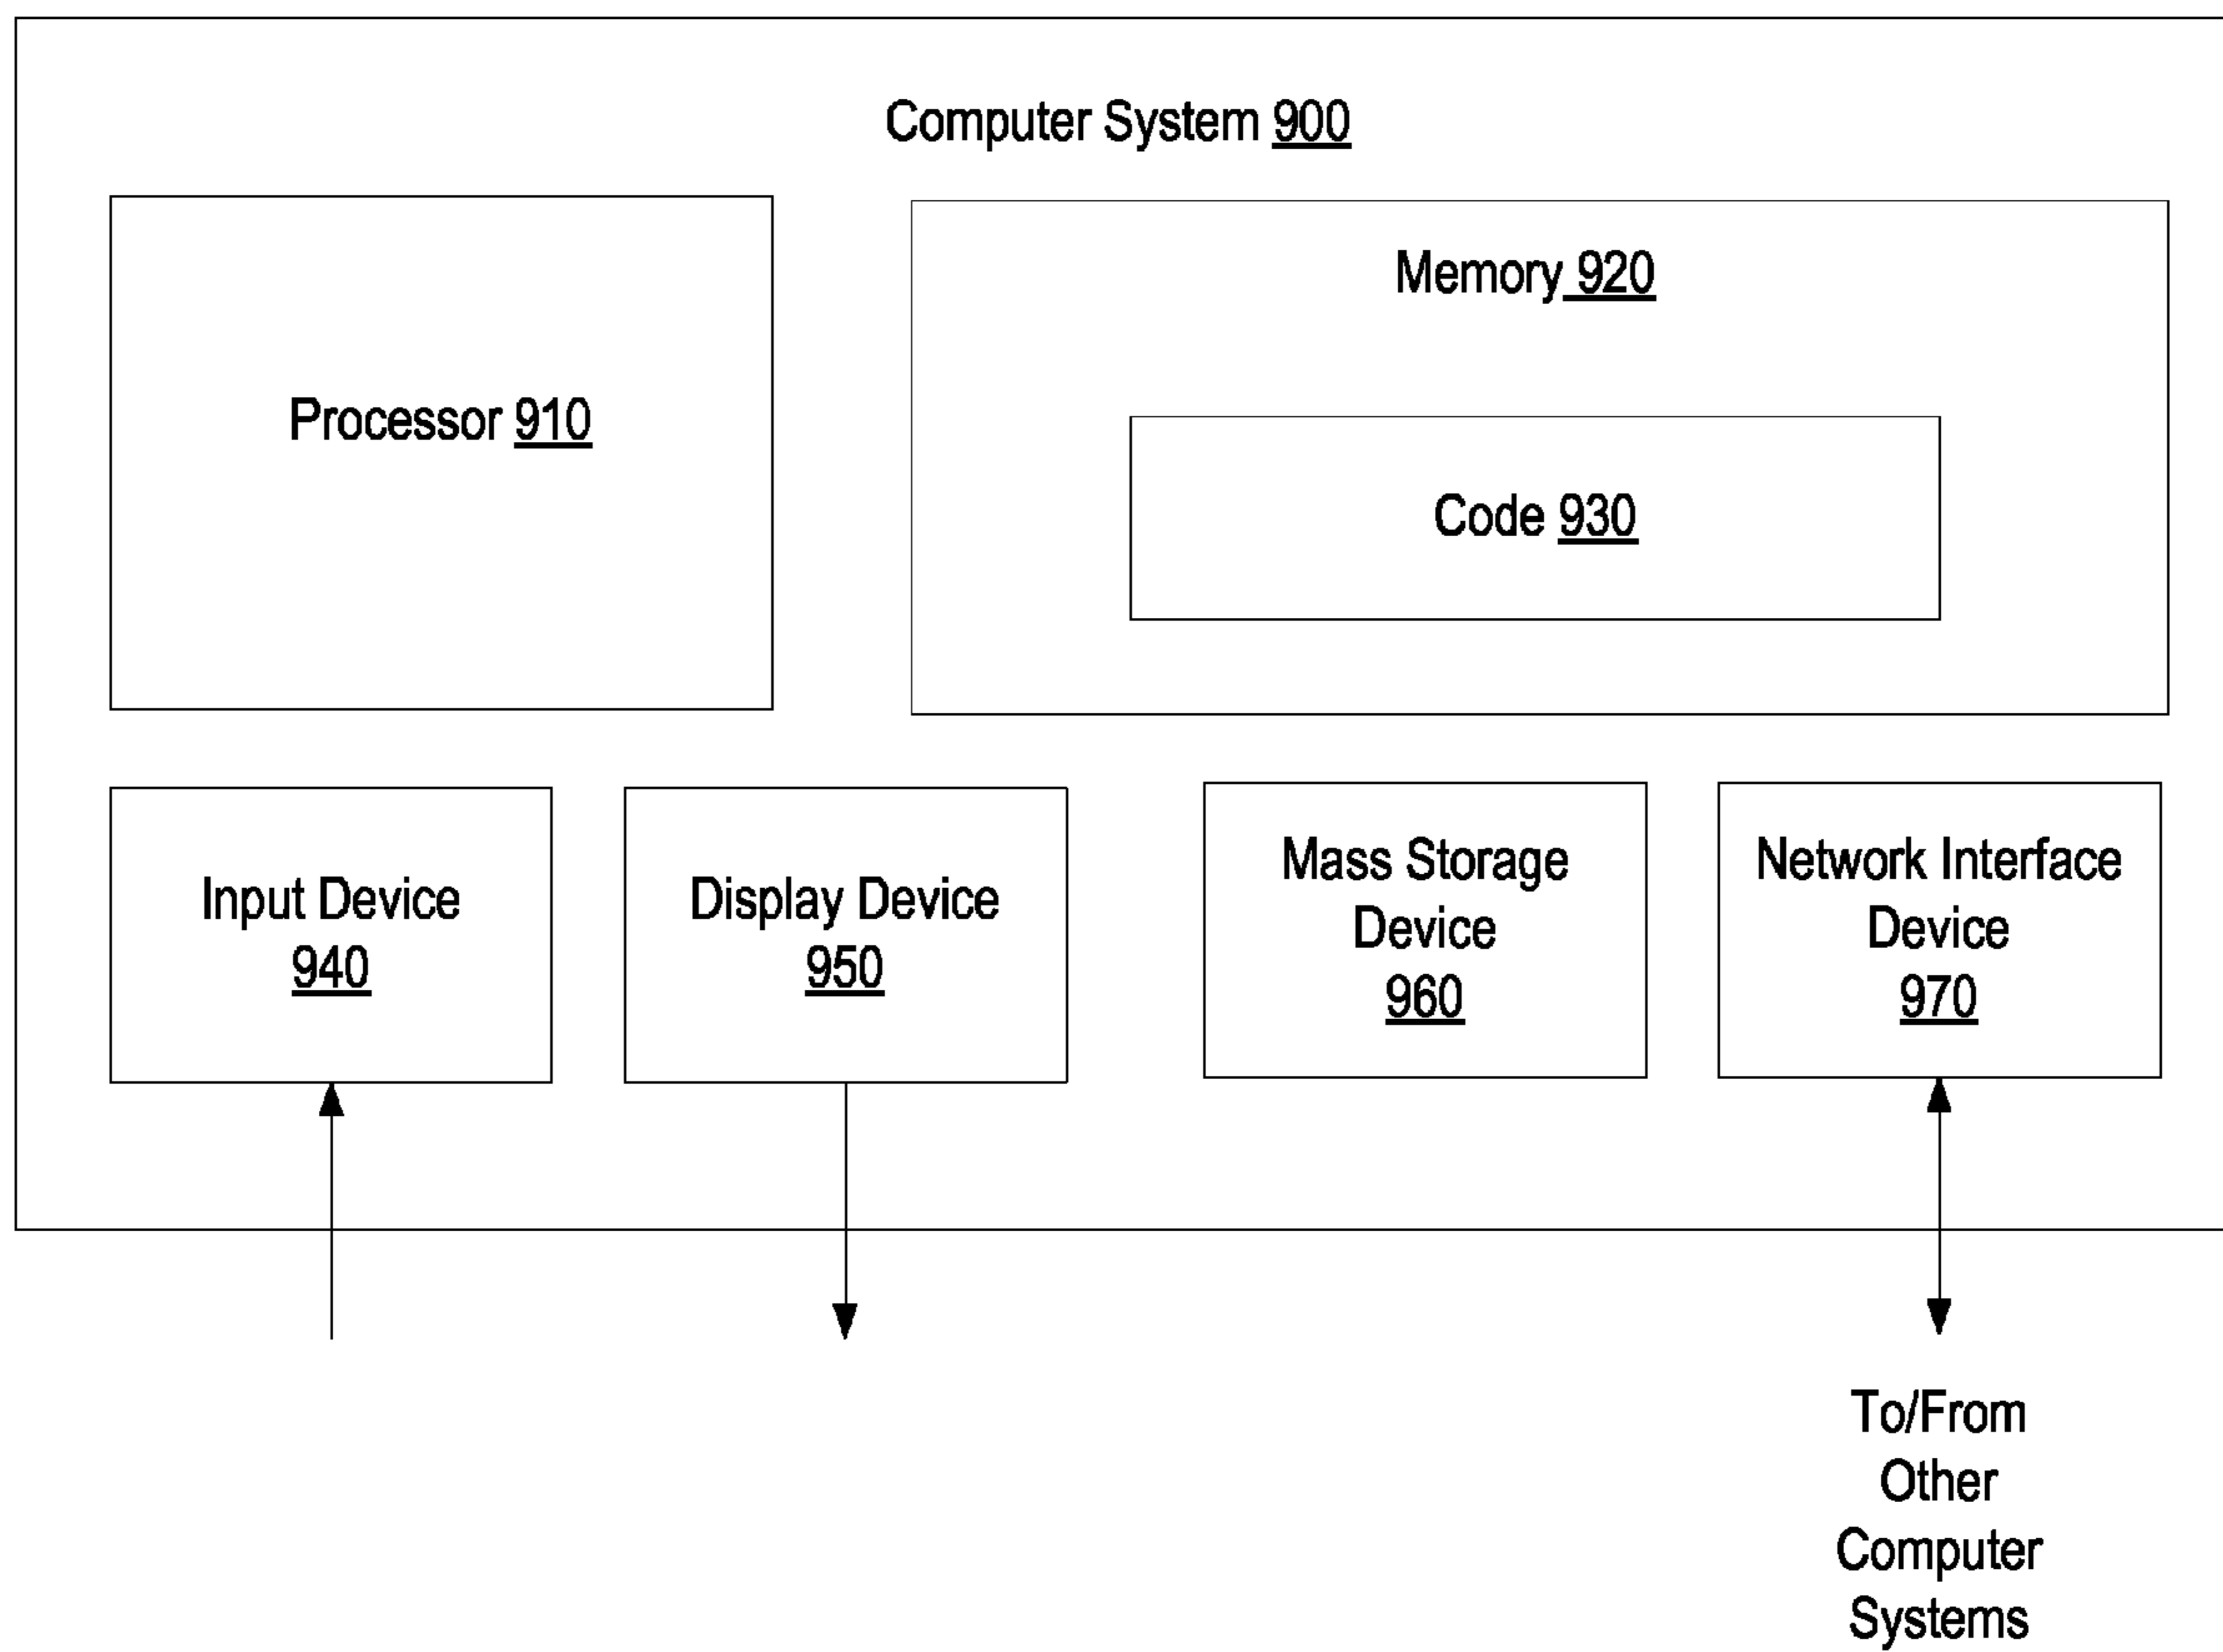 Computer System 900
Processor 910
Memory 920
Code 930
Input Device
940
Display Device
950
Mass Storage
Device
960
Network Interface
Device
970
To/From
Other
Computer
Systems